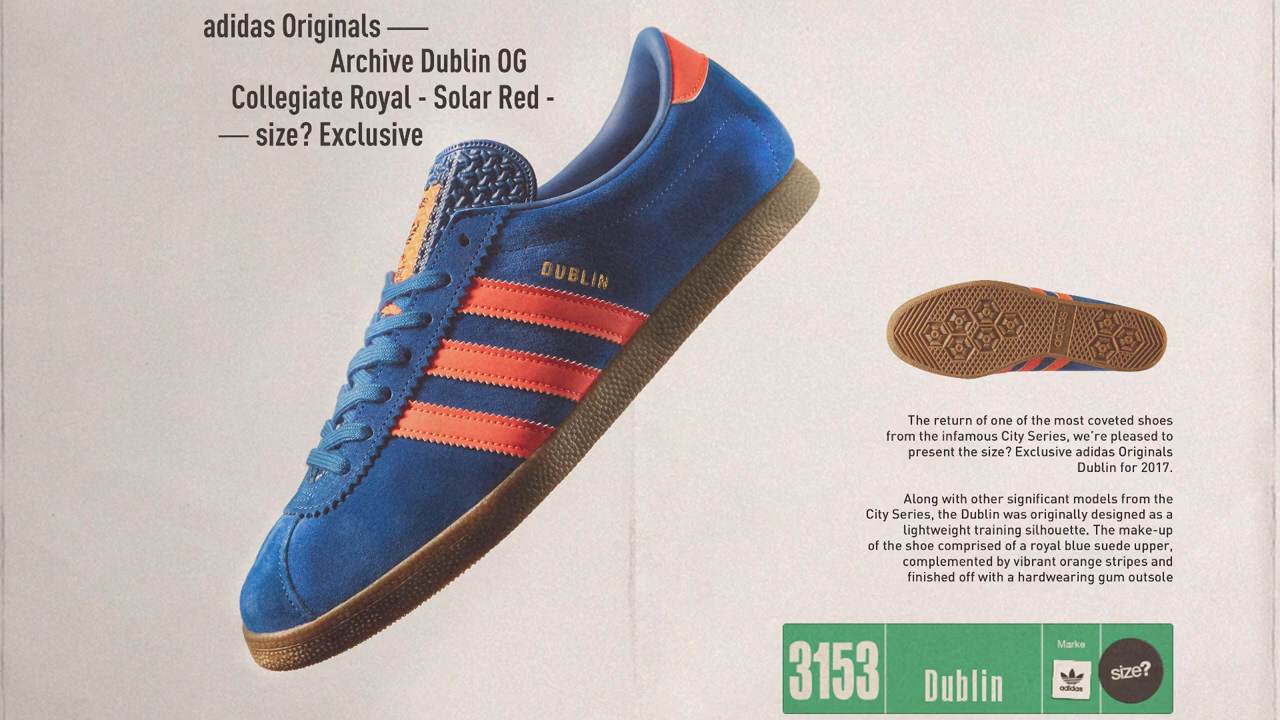 adidas Originals —
Archive Dublin OG
Collegiate Royal - Solar Red -
— size? Exclusive
DUBLIN
adidas
The return of one of the most coveted shoes
from the infamous City Series, we're pleased to
present the size? Exclusive adidas Originals
Dublin for 2017.
Along with other significant models from the
City Series, the Dublin was originally designed as a
lightweight training silhouette. The make-up
of the shoe comprised of a royal blue suede upper,
complemented by vibrant orange stripes and
finished off with a hardwearing gum outsole
3153
Dublin
Marke
adidas
size?